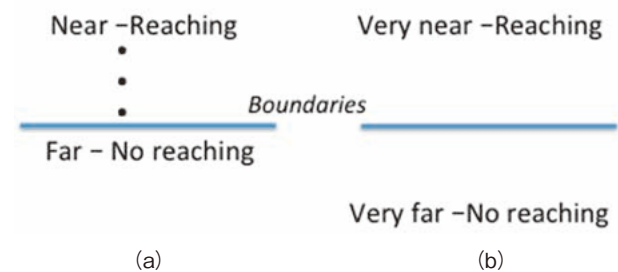 Near –Reaching
Very near –Reaching
Boundaries
Far – No reaching
Very far –No reaching
(a)
(b)